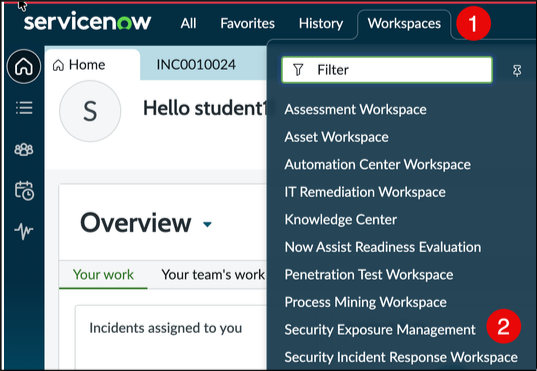 servicenow All Favorites History Workspaces 1
Filter
Home INC0010024
S Hello student1
Assessment Workspace
Asset Workspace
Automation Center Workspace
IT Remediation Workspace
Knowledge Center
Now Assist Readiness Evaluation
Penetration Test Workspace
Process Mining Workspace
Security Exposure Management 2
Security Incident Response Workspace
Overview
Your work Your team's work
Incidents assigned to you